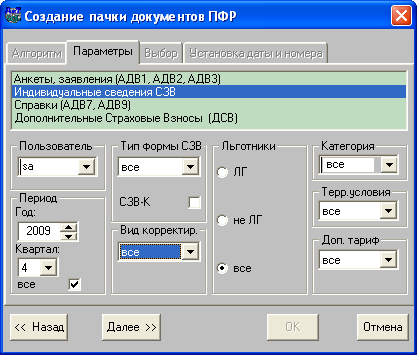 Создание пачки документов ПФР
Алгоритм Параметры Выбор Установка даты и номера
Анкеты, заявления (АДВ1, АДВ2, АДВ3)
Индивидуальные сведения СЗВ
Справки (АДВ7, АДВ9)
Дополнительные Страховые Взносы (ДСВ)
Пользователь
sa
Период
Год:
2009
Квартал:
4
все
Тип формы СЗВ
все
СЗВ-К
Вид корректир.
все
Льготники
ЛГ
не ЛГ
все
Категория
все
Терр.условия
все
Доп. тариф
все
<< Назад Далее >> OK Отмена